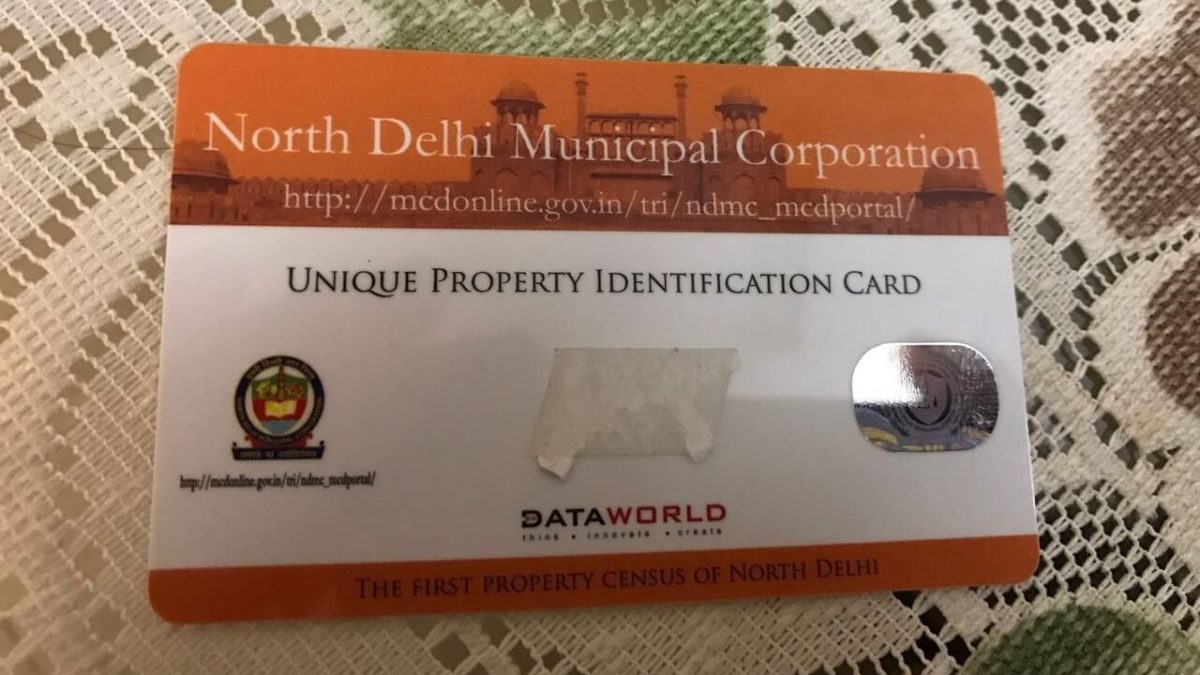 North Delhi Municipal Corporation
http://mcdonline.gov.in/tri/ndmc_mcdportal/
UNIQUE PROPERTY IDENTIFICATION CARD
http://mcdonline.gov.in/tri/ndmc_mcdportal/
DATAWORLD
think • innovate • create
THE FIRST PROPERTY CENSUS OF NORTH DELHI